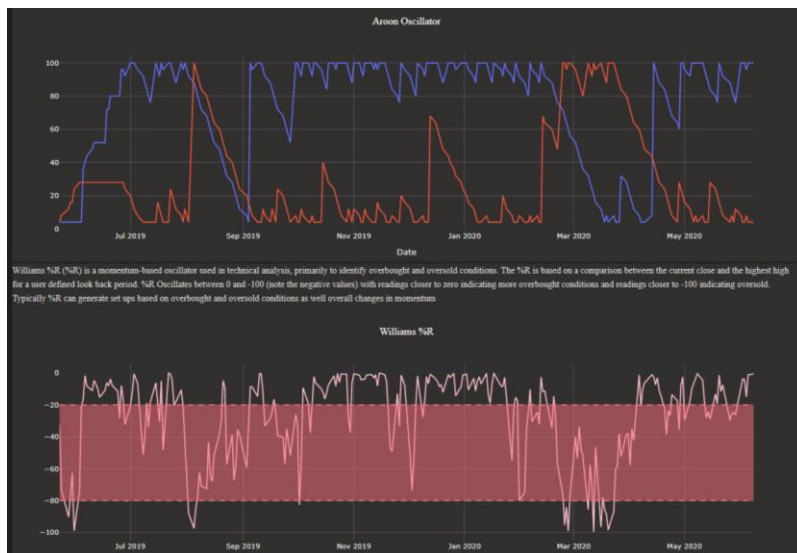 Aroon Oscillator
100
80
60
40
20
0
Jul 2019 Sep 2019 Nov 2019 Jan 2020 Mar 2020 May 2020
Date
Williams %R (%R) is a momentum-based oscillator used in technical analysis, primarily to identify overbought and oversold conditions. The %R is based on a comparison between the current close and the highest high
for a user defined look back period. %R Oscillates between 0 and -100 (note the negative values) with readings closer to zero indicating more overbought conditions and readings closer to -100 indicating oversold.
Typically %R can generate set ups based on overbought and oversold conditions as well overall changes in momentum
Williams %R
0
−20
−40
−60
−80
−100
Jul 2019 Sep 2019 Nov 2019 Jan 2020 Mar 2020 May 2020